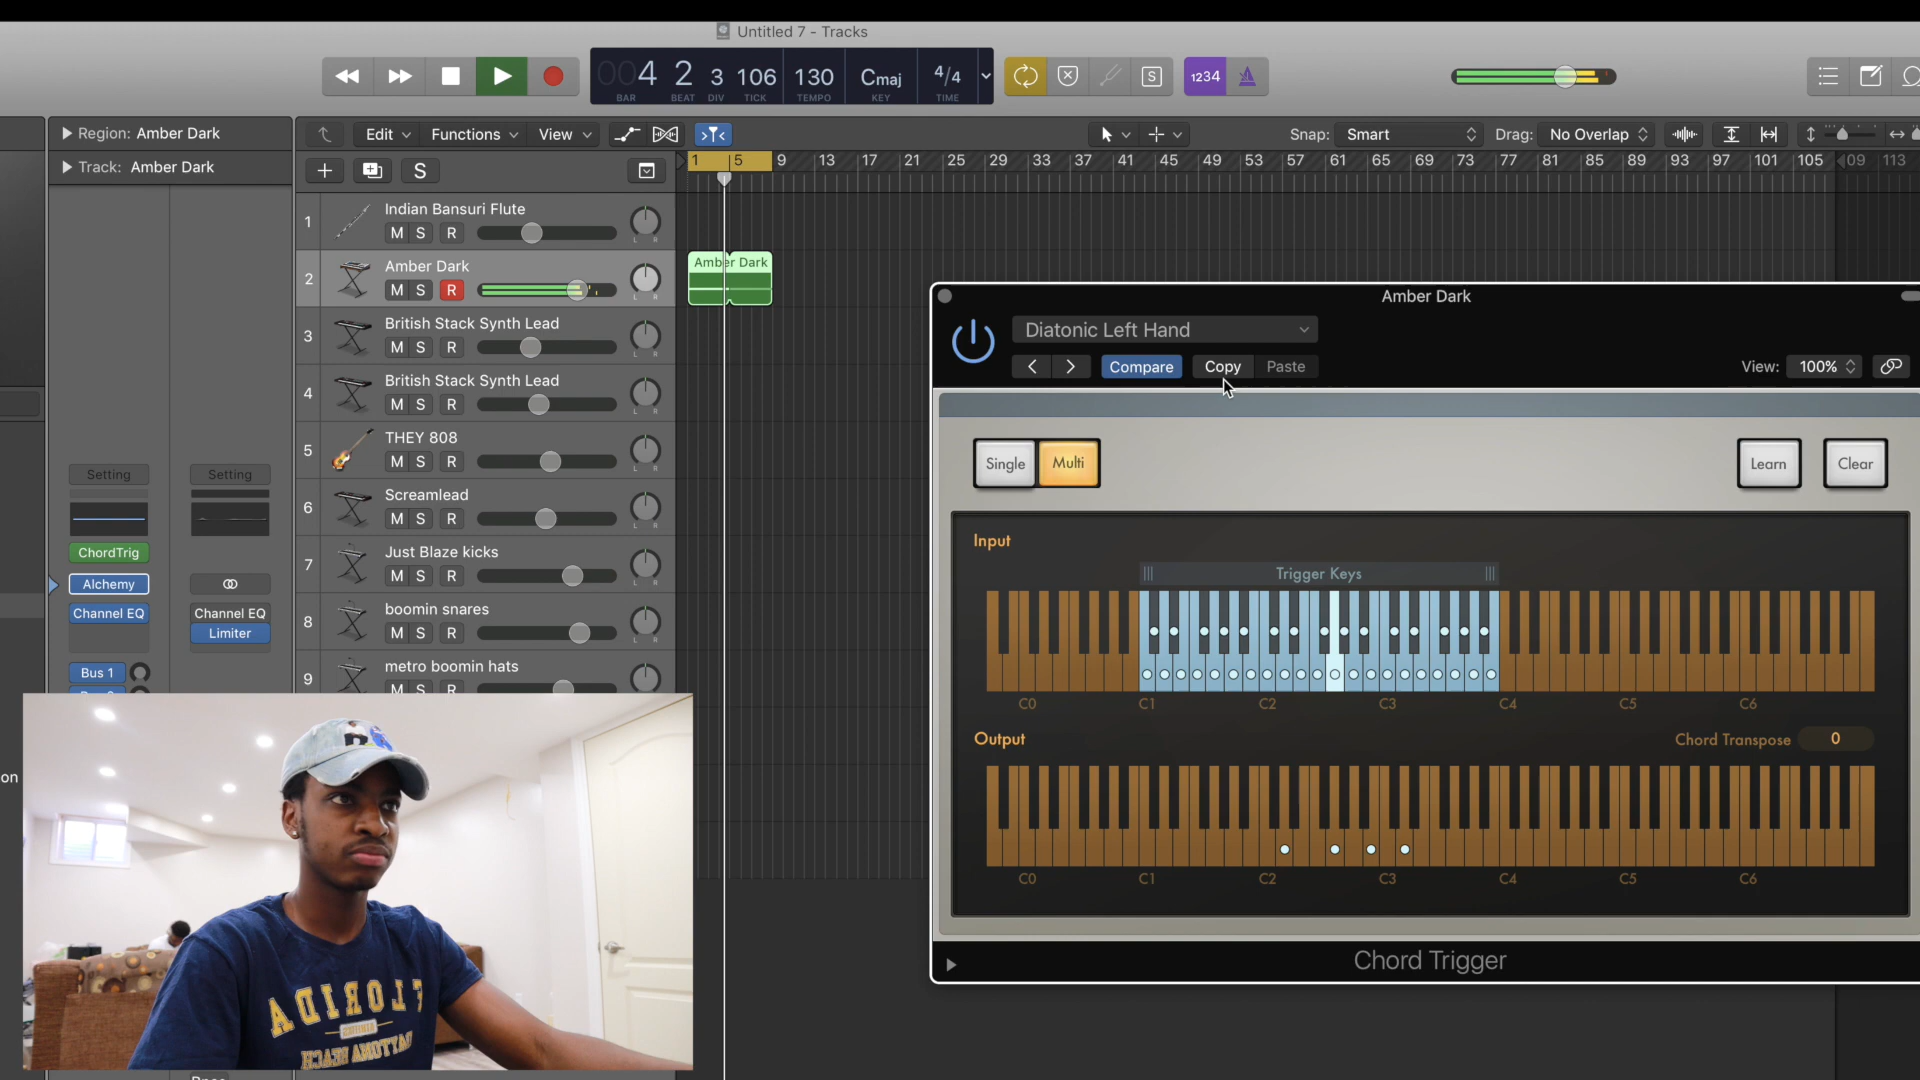 Untitled 7 - Tracks
004 2 3 106 130 Cmaj 4/4
BAR BEAT DIV TICK TEMPO KEY TIME
S 1234
Region: Amber Dark
Track: Amber Dark
Edit Functions View
Snap: Smart Drag: No Overlap
S
1 5 9 13 17 21 25 29 33 37 41 45 49 53 57 61 65 69 73 77 81 85 89 93 97 101 105 109 113
1 Indian Bansuri Flute
M S R L R
2 Amber Dark
M S R L R
Amber Dark
3 British Stack Synth Lead
M S R L R
4 British Stack Synth Lead
M S R L R
5 THEY 808
M S R L R
6 Screamlead
M S R L R
7 Just Blaze kicks
M S R L R
8 boomin snares
M S R L R
9 metro boomin hats
M S R
Setting Setting
ChordTrig
Alchemy
Channel EQ Channel EQ
Limiter
Bus 1
on
Amber Dark
Diatonic Left Hand
Compare Copy Paste
View: 100%
Single Multi Learn Clear
Input
Trigger Keys
C0 C1 C2 C3 C4 C5 C6
Output Chord Transpose 0
C0 C1 C2 C3 C4 C5 C6
Chord Trigger
FLORIDA
DAYTONA BEACH